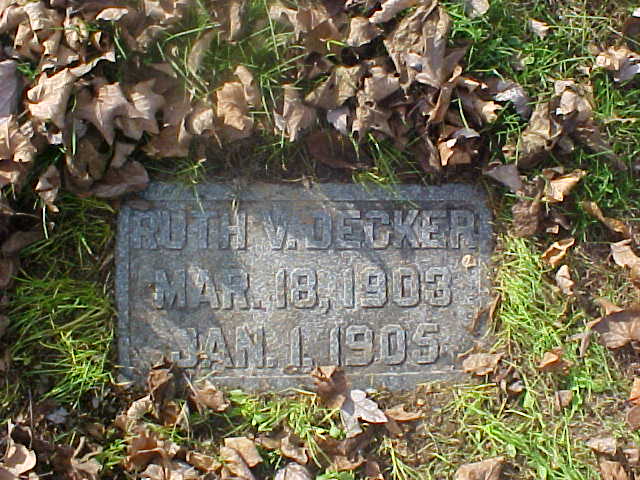 RUTH V. DECKER
MAR. 18, 1903
JAN. 1, 1905